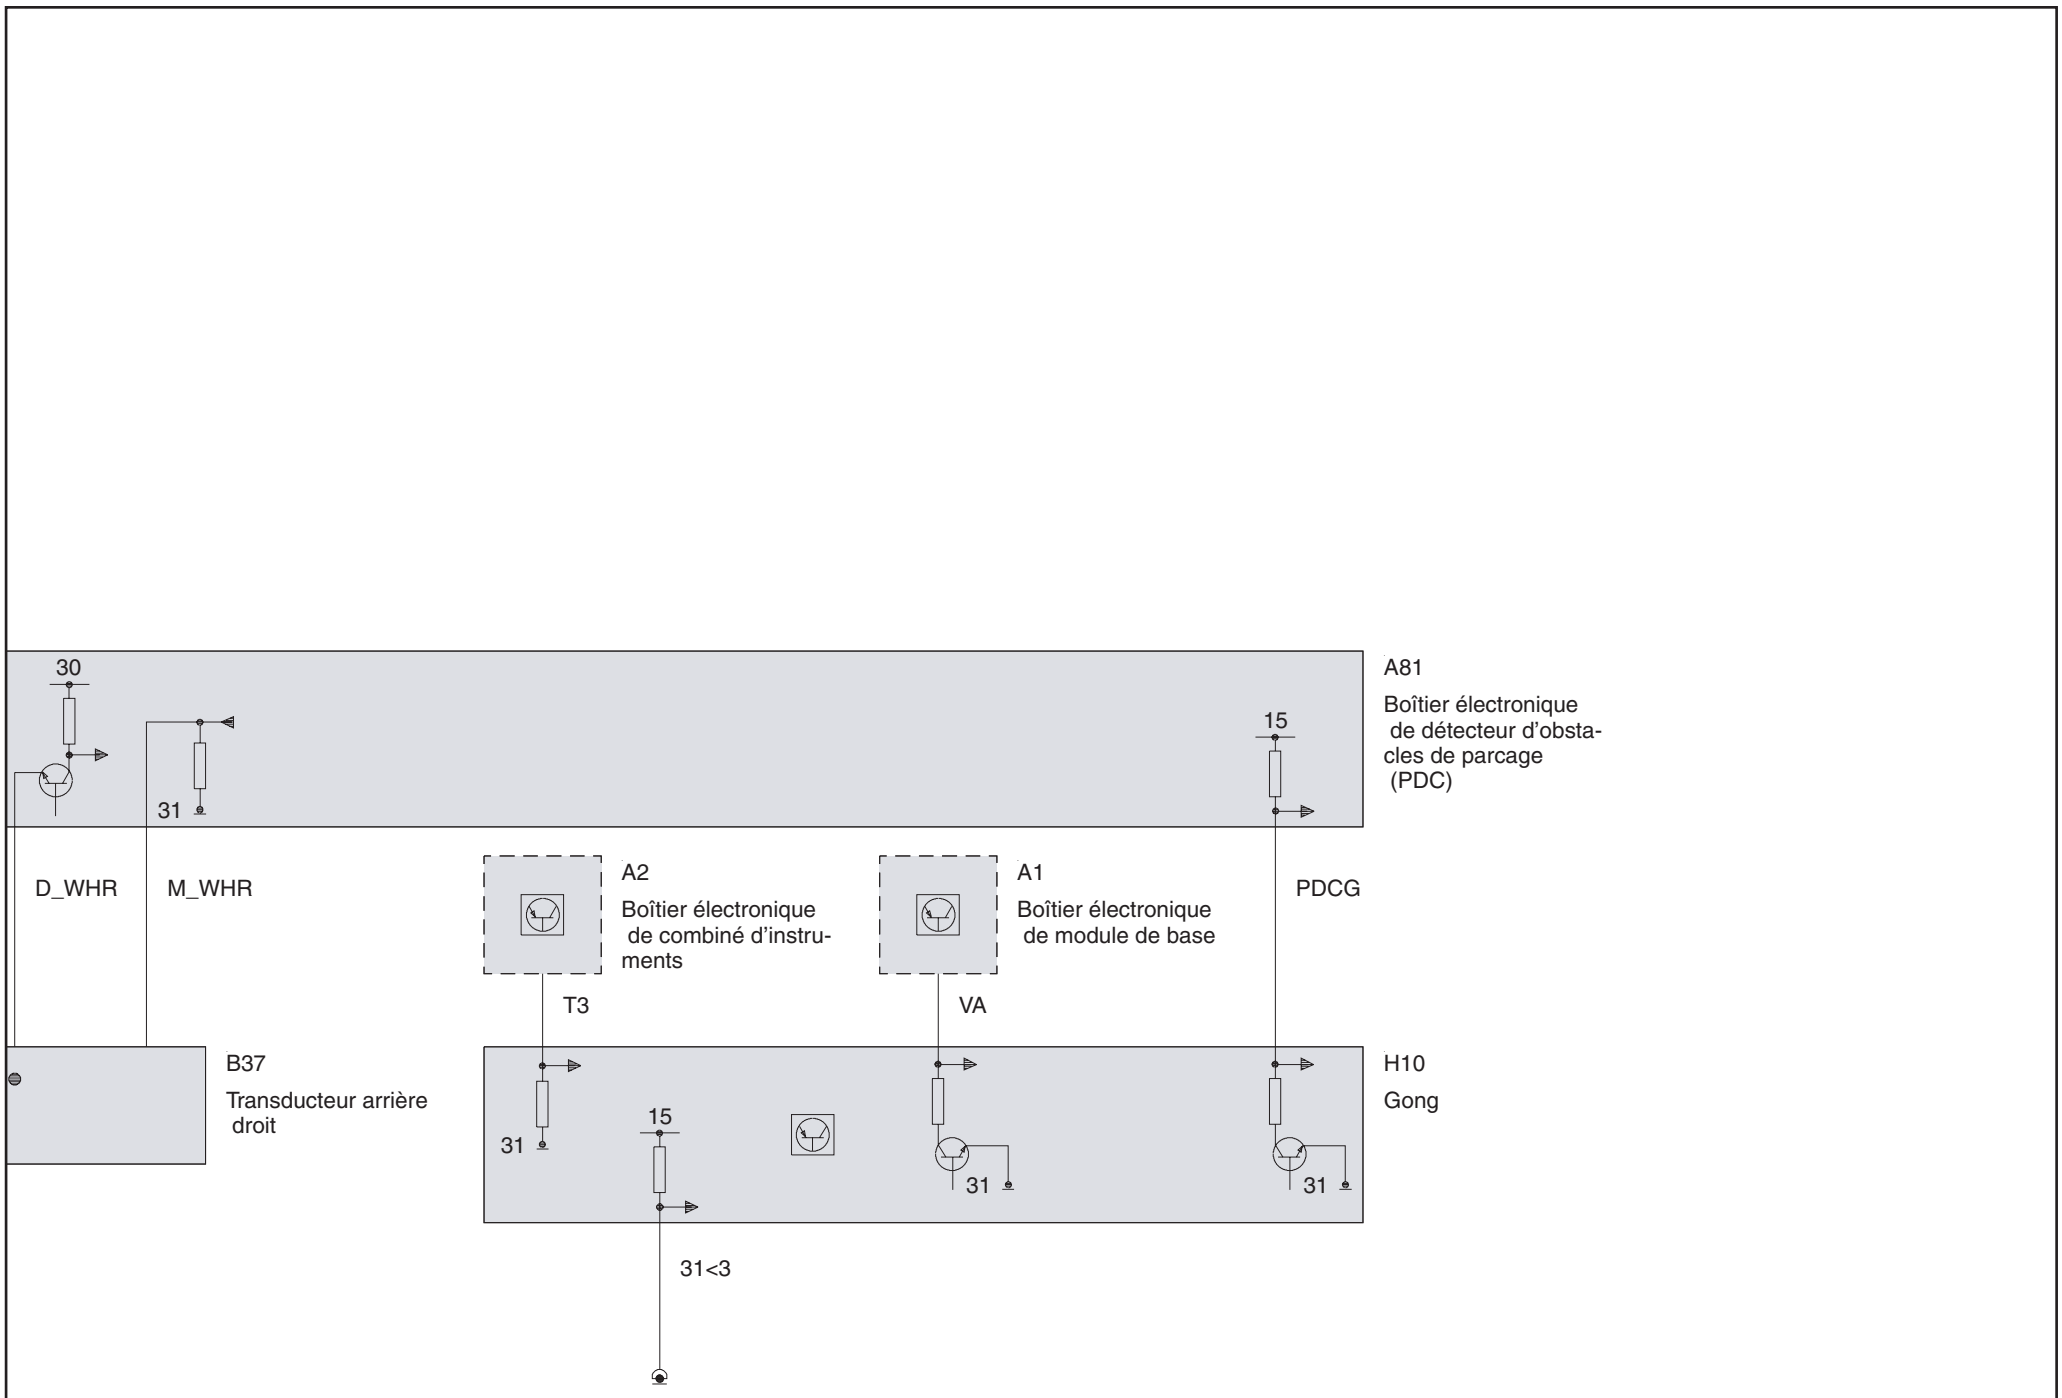 30
31
15
A81
Boîtier électronique
de détecteur d'obsta-
cles de parcage
(PDC)
D_WHR
M_WHR
A2
Boîtier électronique
de combiné d'instru-
ments
A1
Boîtier électronique
de module de base
PDCG
T3
VA
B37
Transducteur arrière
droit
31
15
31
31
H10
Gong
31<3